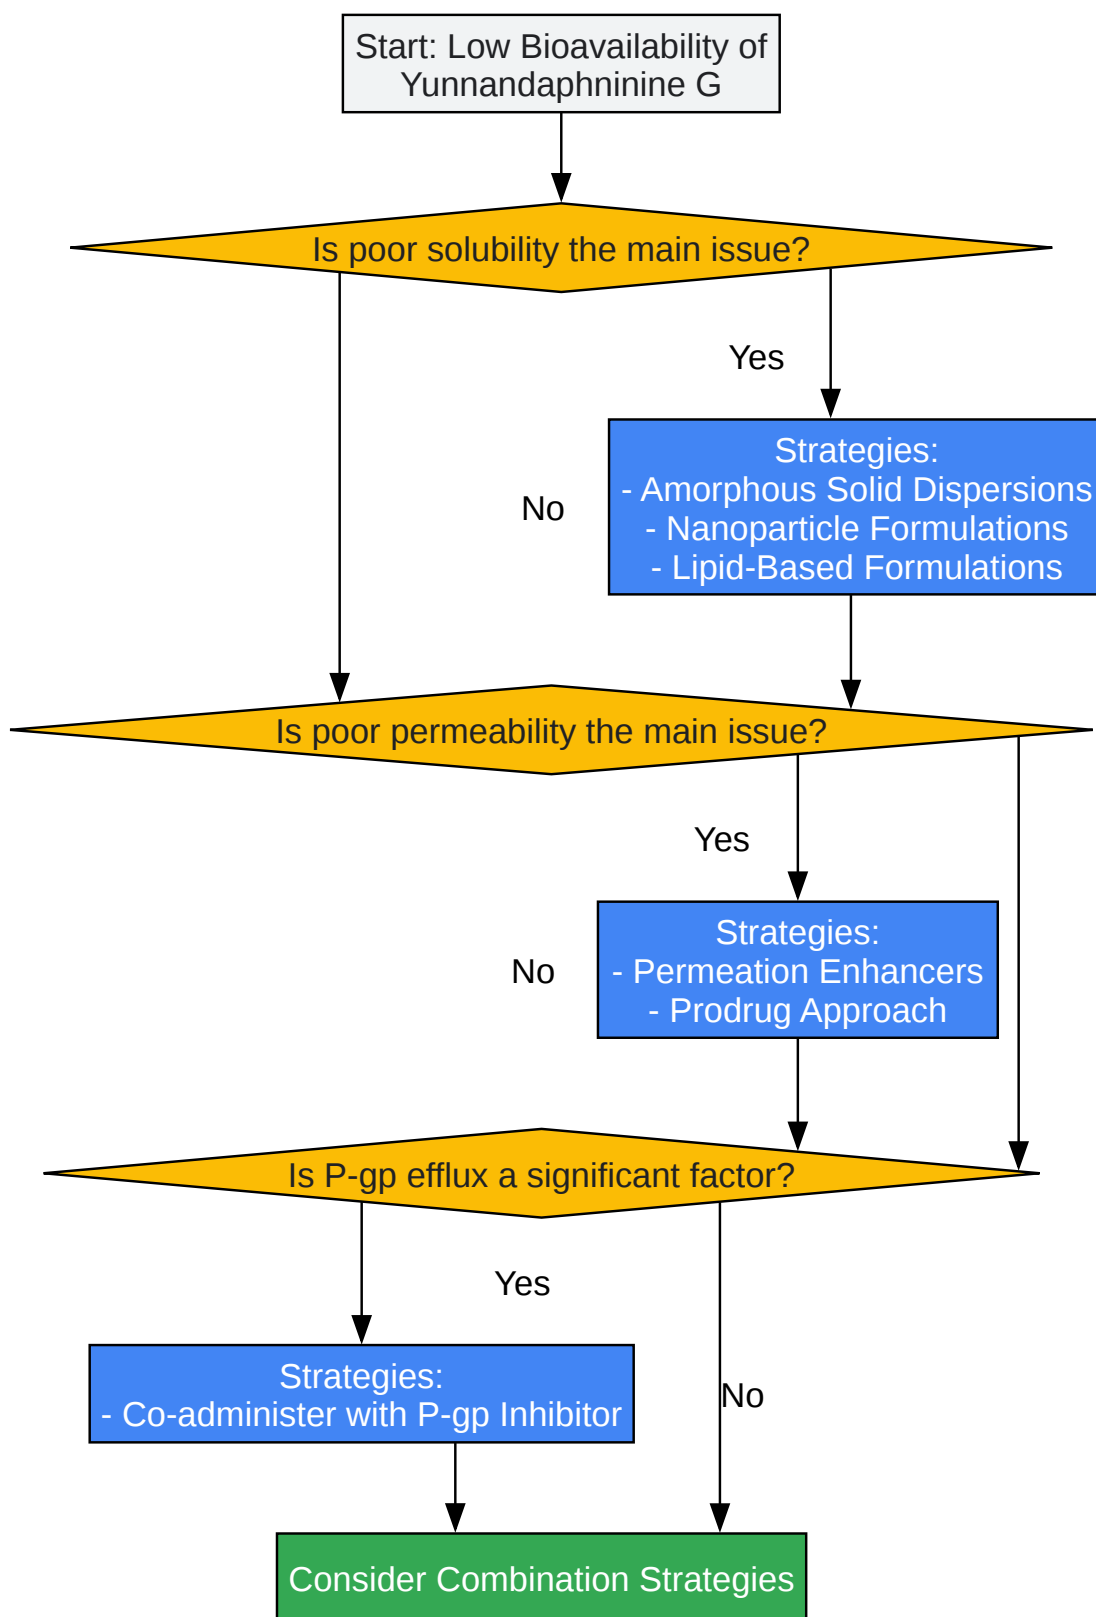 Start: Low Bioavailability of
Yunnandaphninine G
Is poor solubility the main issue?
Yes
Strategies:
- Amorphous Solid Dispersions
- Nanoparticle Formulations
- Lipid-Based Formulations
No
Is poor permeability the main issue?
Yes
Strategies:
- Permeation Enhancers
- Prodrug Approach
No
Is P-gp efflux a significant factor?
Yes
Strategies:
- Co-administer with P-gp Inhibitor
No
Consider Combination Strategies